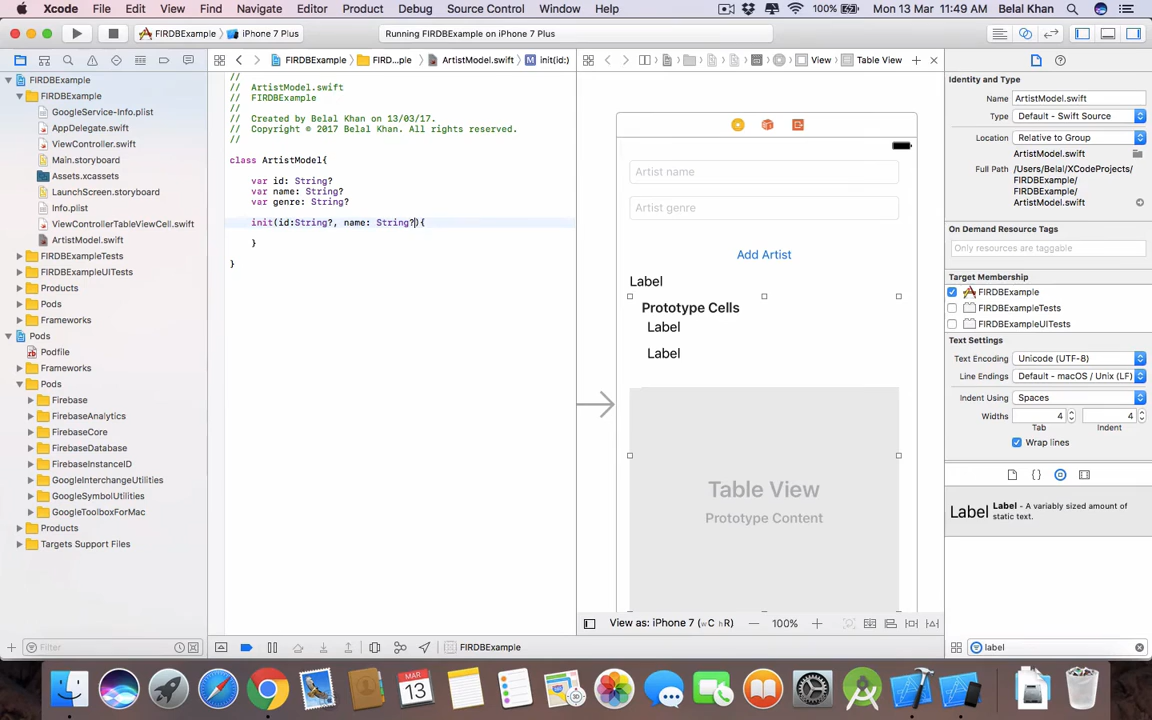 Xcode File Edit View Find Navigate Editor Product Debug Source Control Window Help
100% Mon 13 Mar 11:49 AM Belal Khan
FIRDBExample iPhone 7 Plus
Running FIRDBExample on iPhone 7 Plus
FIRDBExample
FIRDBExample
GoogleService-Info.plist
AppDelegate.swift
ViewController.swift
Main.storyboard
Assets.xcassets
LaunchScreen.storyboard
Info.plist
ViewControllerTableViewCell.swift
ArtistModel.swift
FIRDBExampleTests
FIRDBExampleUITests
Products
Pods
Frameworks
Pods
Podfile
Frameworks
Pods
Firebase
FirebaseAnalytics
FirebaseCore
FirebaseDatabase
FirebaseInstanceID
GoogleInterchangeUtilities
GoogleSymbolUtilities
GoogleToolboxForMac
Products
Targets Support Files
Filter
FIRDBExample FIRD...pie ArtistModel.swift init(id:)
//
// ArtistModel.swift
// FIRDBExample
//
// Created by Belal Khan on 13/03/17.
// Copyright © 2017 Belal Khan. All rights reserved.
//
class ArtistModel{
var id: String?
var name: String?
var genre: String?
init(id:String?, name: String?){
}
}
FIRDBExample
View Table View
Artist name
Artist genre
Add Artist
Label
Prototype Cells
Label
Label
Table View
Prototype Content
View as: iPhone 7 (wC hR) 100%
Identity and Type
Name ArtistModel.swift
Type Default - Swift Source
Location Relative to Group
ArtistModel.swift
Full Path /Users/Belal/XCodeProjects/
FIRDBExample/
FIRDBExample/
ArtistModel.swift
On Demand Resource Tags
Only resources are taggable
Target Membership
FIRDBExample
FIRDBExampleTests
FIRDBExampleUITests
Text Settings
Text Encoding Unicode (UTF-8)
Line Endings Default - macOS / Unix (LF)
Indent Using Spaces
Widths 4 4
Tab Indent
Wrap lines
Label Label - A variably sized amount of
static text.
label
MAR
13